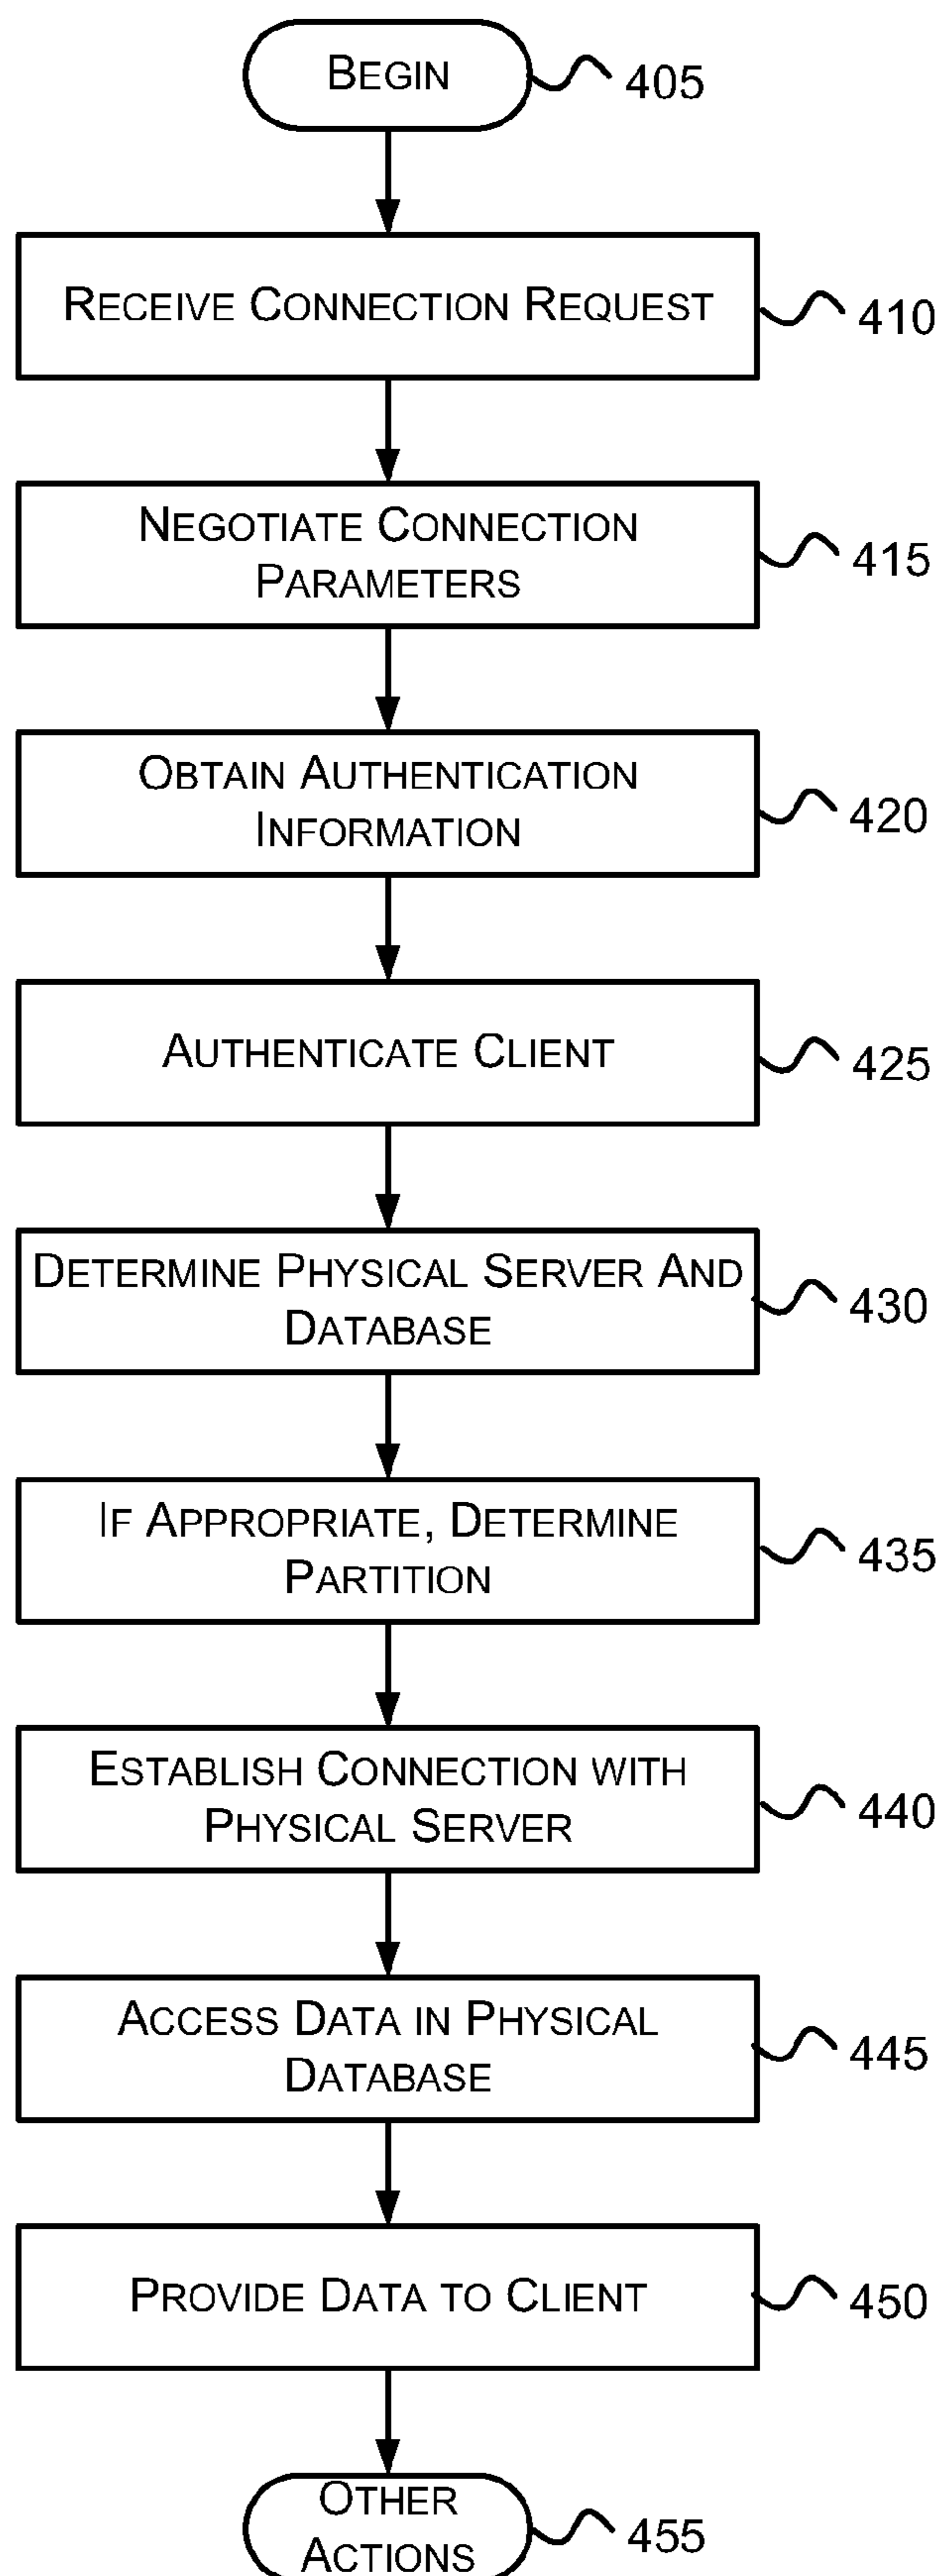 BEGIN
405
RECEIVE CONNECTION REQUEST
410
NEGOTIATE CONNECTION
PARAMETERS
415
OBTAIN AUTHENTICATION
INFORMATION
420
AUTHENTICATE CLIENT
425
DETERMINE PHYSICAL SERVER AND
DATABASE
430
IF APPROPRIATE, DETERMINE
PARTITION
435
ESTABLISH CONNECTION WITH
PHYSICAL SERVER
440
ACCESS DATA IN PHYSICAL
DATABASE
445
PROVIDE DATA TO CLIENT
450
OTHER
ACTIONS
455